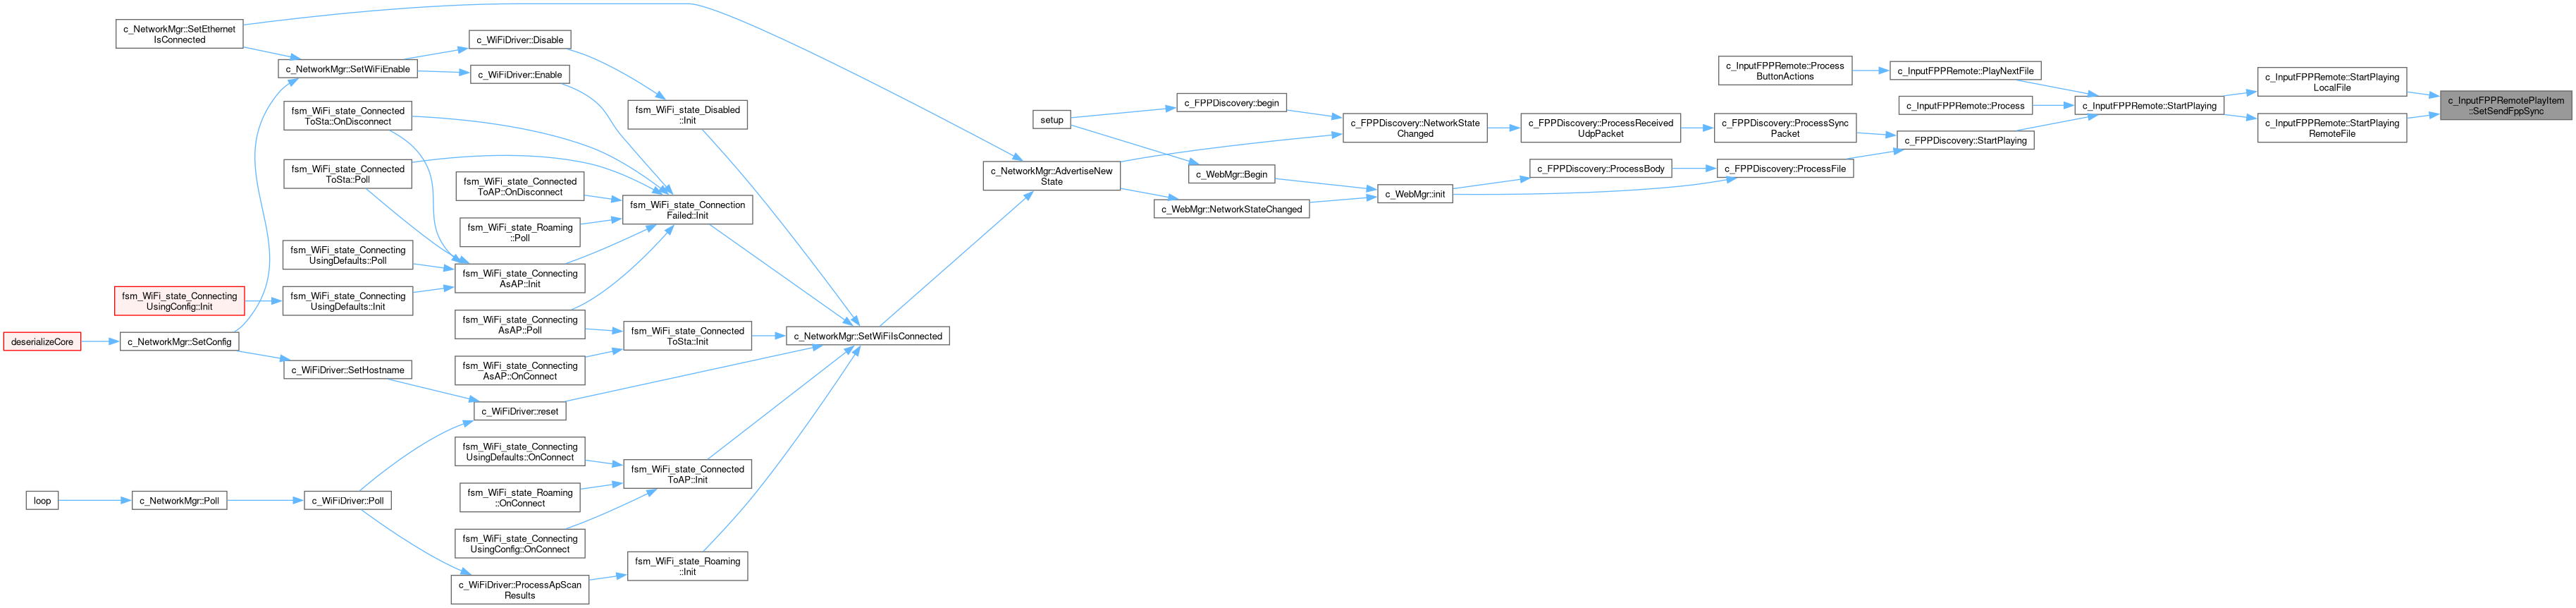 c_NetworkMgr::SetEthernet
IsConnected
c_WiFiDriver::Disable
c_NetworkMgr::SetWiFiEnable
c_WiFiDriver::Enable
fsm_WiFi_state_Connected
ToSta::OnDisconnect
fsm_WiFi_state_Disabled
::Init
fsm_WiFi_state_Connected
ToSta::Poll
fsm_WiFi_state_Connected
ToAP::OnDisconnect
fsm_WiFi_state_Connection
Failed::Init
fsm_WiFi_state_Roaming
::Poll
fsm_WiFi_state_Connecting
UsingDefaults::Poll
fsm_WiFi_state_Connecting
AsAP::Init
fsm_WiFi_state_Connecting
UsingConfig::Init
fsm_WiFi_state_Connecting
UsingDefaults::Init
fsm_WiFi_state_Connecting
AsAP::Poll
fsm_WiFi_state_Connected
ToSta::Init
deserializeCore
c_NetworkMgr::SetConfig
c_WiFiDriver::SetHostname
fsm_WiFi_state_Connecting
AsAP::OnConnect
c_NetworkMgr::SetWiFiIsConnected
c_WiFiDriver::reset
fsm_WiFi_state_Connecting
UsingDefaults::OnConnect
fsm_WiFi_state_Connected
ToAP::Init
fsm_WiFi_state_Roaming
::OnConnect
loop
c_NetworkMgr::Poll
c_WiFiDriver::Poll
fsm_WiFi_state_Connecting
UsingConfig::OnConnect
fsm_WiFi_state_Roaming
::Init
c_WiFiDriver::ProcessApScan
Results
setup
c_FPPDiscovery::begin
c_NetworkMgr::AdvertiseNew
State
c_WebMgr::Begin
c_WebMgr::NetworkStateChanged
c_FPPDiscovery::NetworkState
Changed
c_WebMgr::init
c_FPPDiscovery::ProcessReceived
UdpPacket
c_FPPDiscovery::ProcessBody
c_InputFPPRemote::Process
ButtonActions
c_FPPDiscovery::ProcessSync
Packet
c_FPPDiscovery::ProcessFile
c_InputFPPRemote::PlayNextFile
c_InputFPPRemote::Process
c_FPPDiscovery::StartPlaying
c_InputFPPRemote::StartPlaying
c_InputFPPRemote::StartPlaying
LocalFile
c_InputFPPRemote::StartPlaying
RemoteFile
c_InputFPPRemotePlayItem
::SetSendFppSync